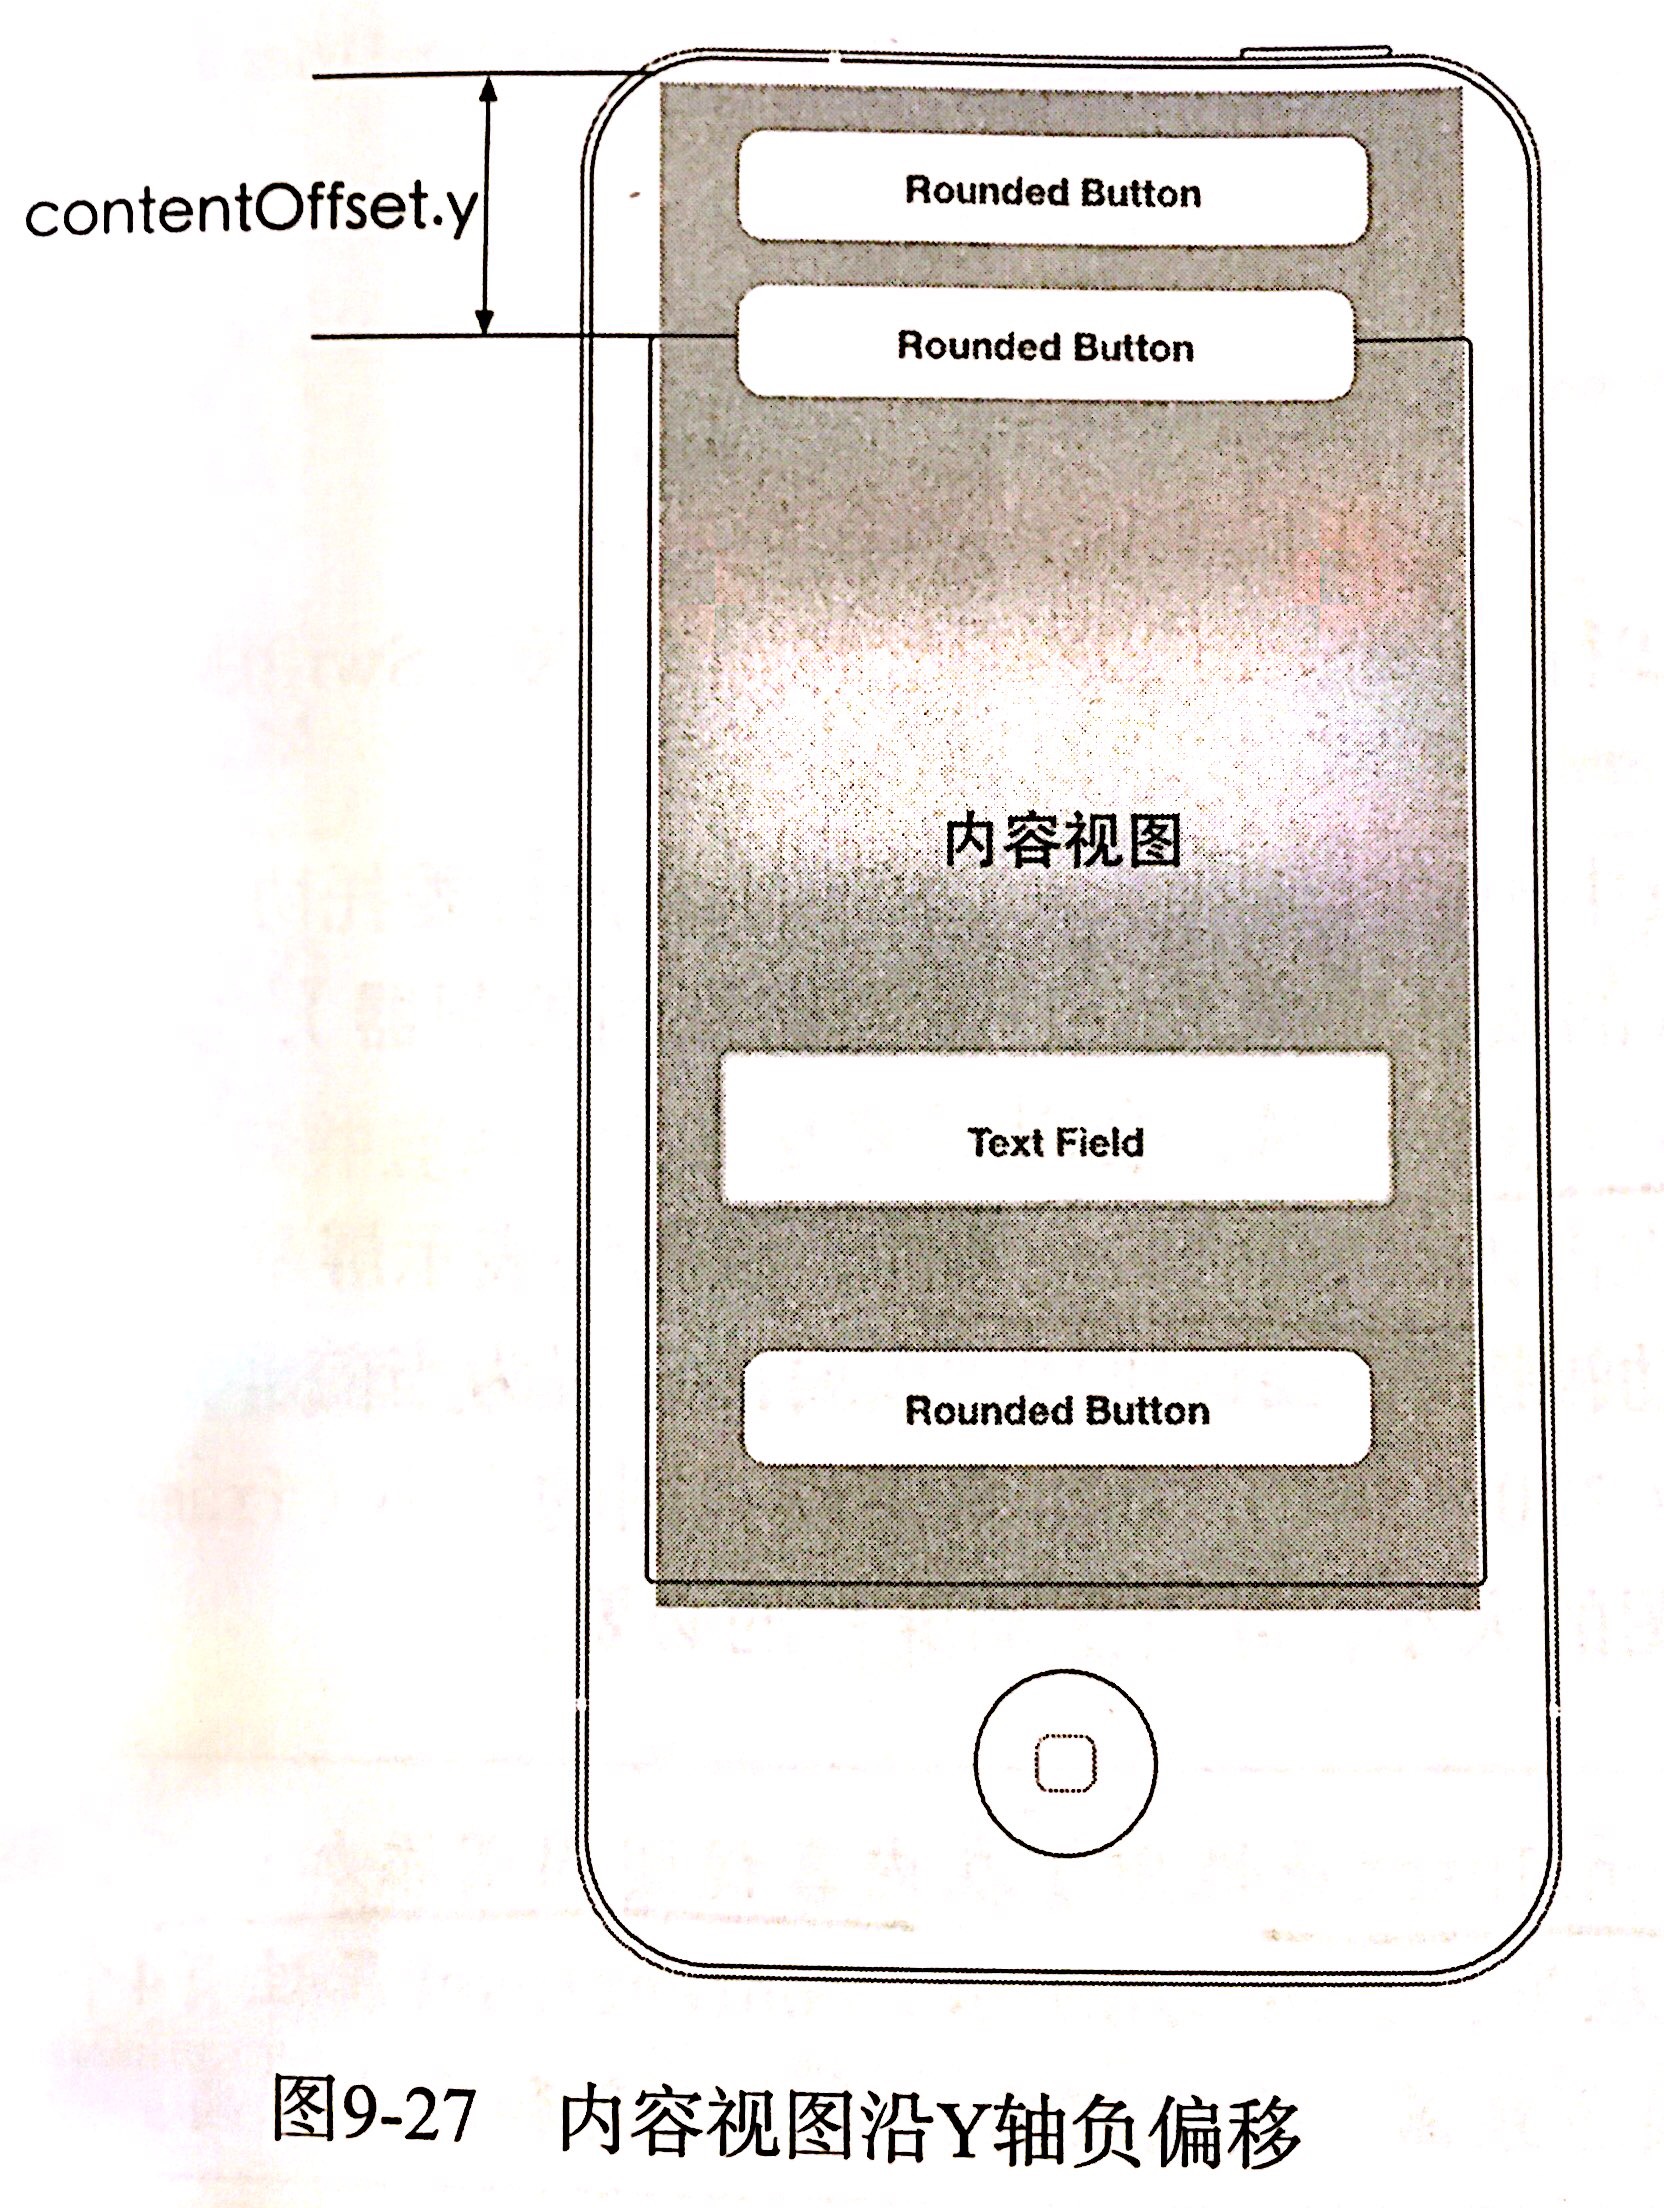 contentOffset.y
Rounded Button
Rounded Button
内容视图
Text Field
Rounded Button
图9-27 内容视图沿Y轴负偏移